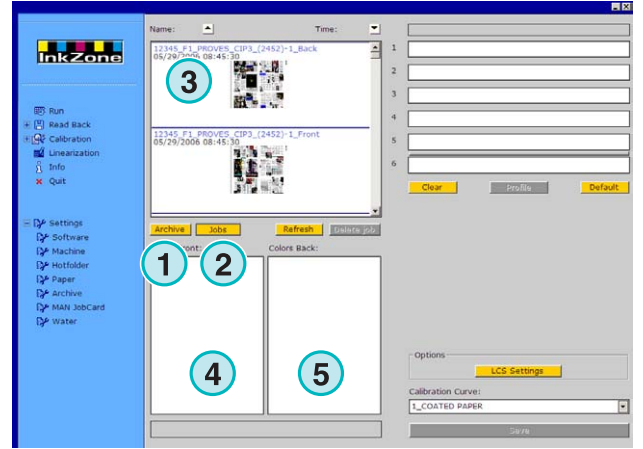 InkZone
Run
Read Back
Calibration
Linearization
Info
Quit
Settings
Software
Machine
Hotfolder
Paper
Archive
MAN JobCard
Water
Name:
Time:
12345_F1_PROVES_CIP3_(2452)-1_Back
05/29/2006 08:45:30
3
12345_F1_PROVES_CIP3_(2452)-1_Front
05/29/2006 08:45:30
Archive
Jobs
Refresh
Delete job
1
2
ront:
Colors Back:
4
5
1
2
3
4
5
6
Clear
Profile
Default
Options
LCS Settings
Calibration Curve:
1_COATED PAPER
Save